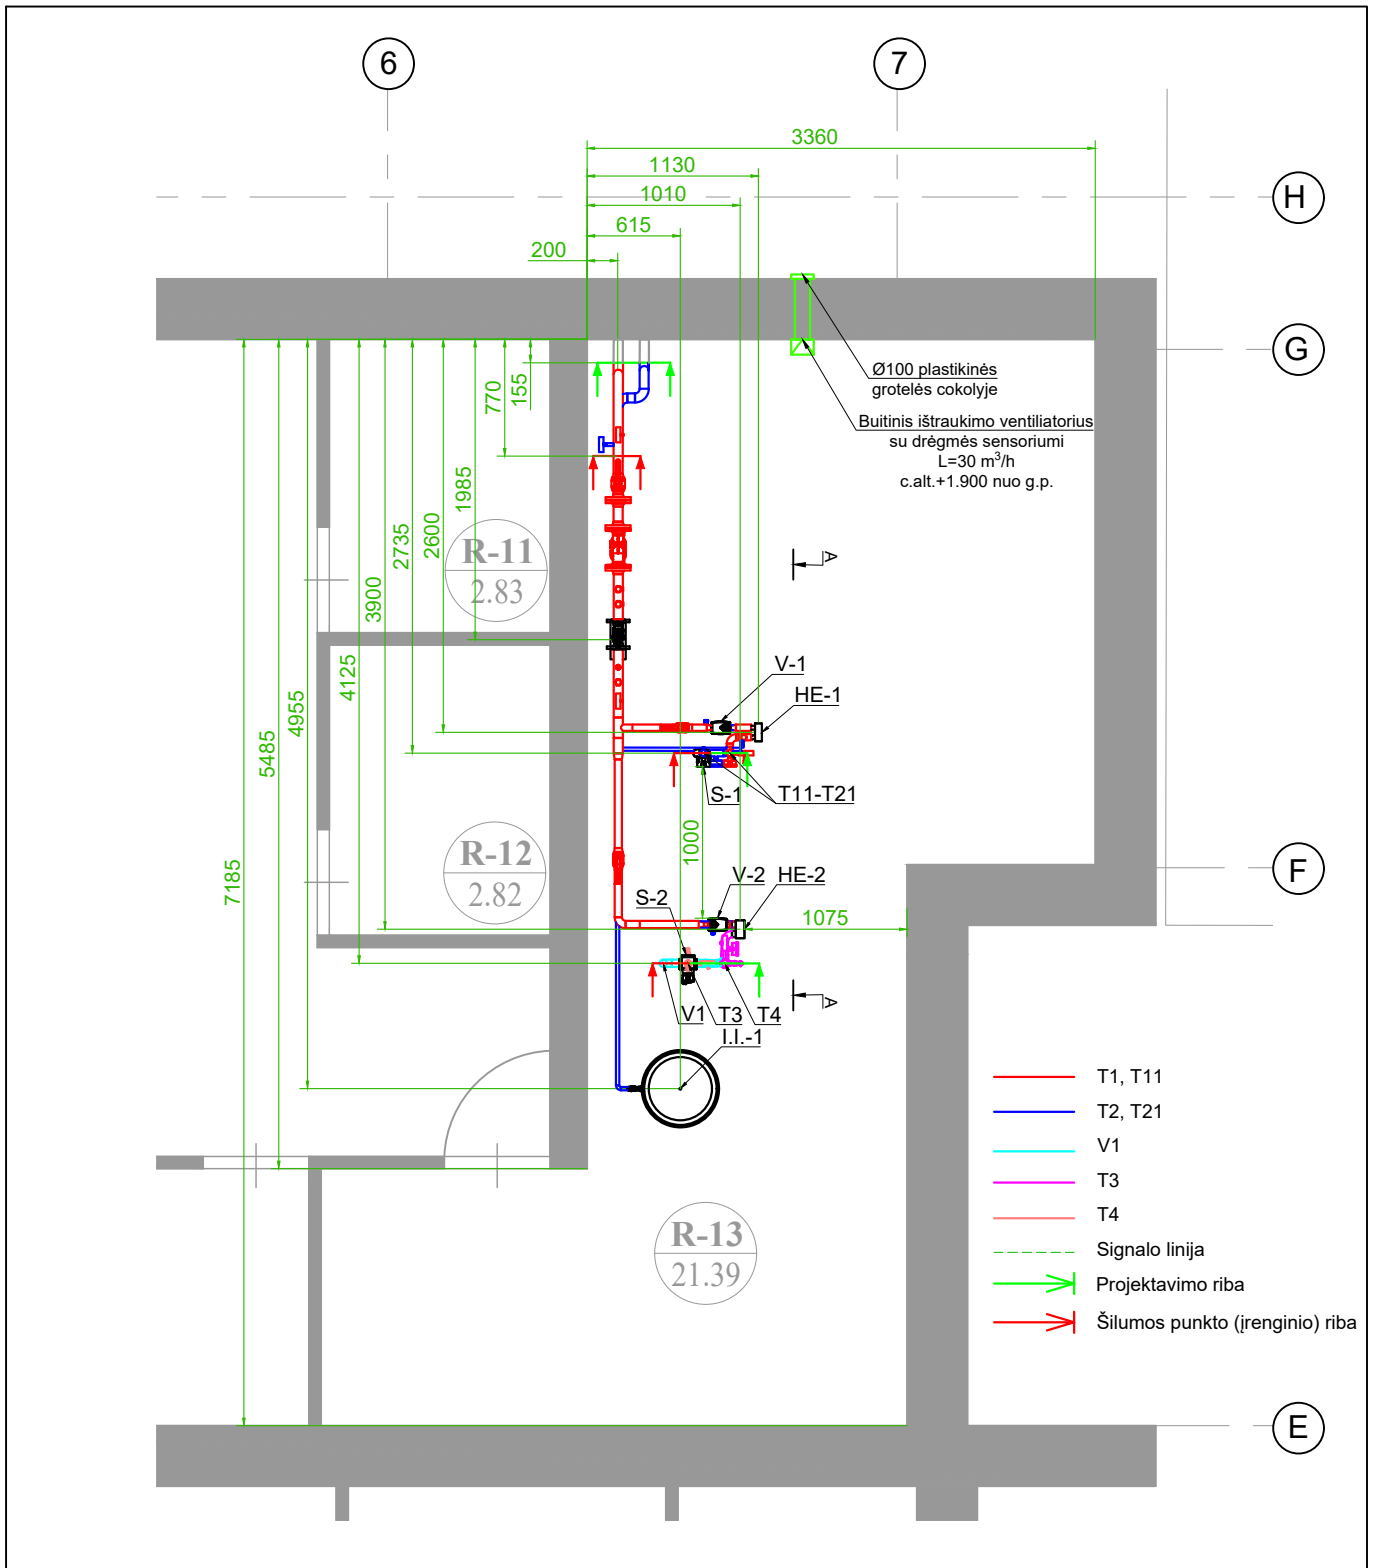 6
7
3360
1130
1010
615
200
H
G
F
E
Ø100 plastikinės
grotelės cokolyje
Buitinis ištraukimo ventiliatorius
su drėgmės sensoriumi
L=30 m³/h
c.alt.+1.900 nuo g.p.
155
770
1985
2600
2735
3900
4125
4955
5485
7185
R-11
2.83
A
V-1
HE-1
S-1
T11-T21
1000
R-12
2.82
V-2
HE-2
S-2
1075
V1
T3
T4
I.I.-1
A
R-13
21.39
T1, T11
T2, T21
V1
T3
T4
Signalo linija
Projektavimo riba
Šilumos punkto (įrenginio) riba